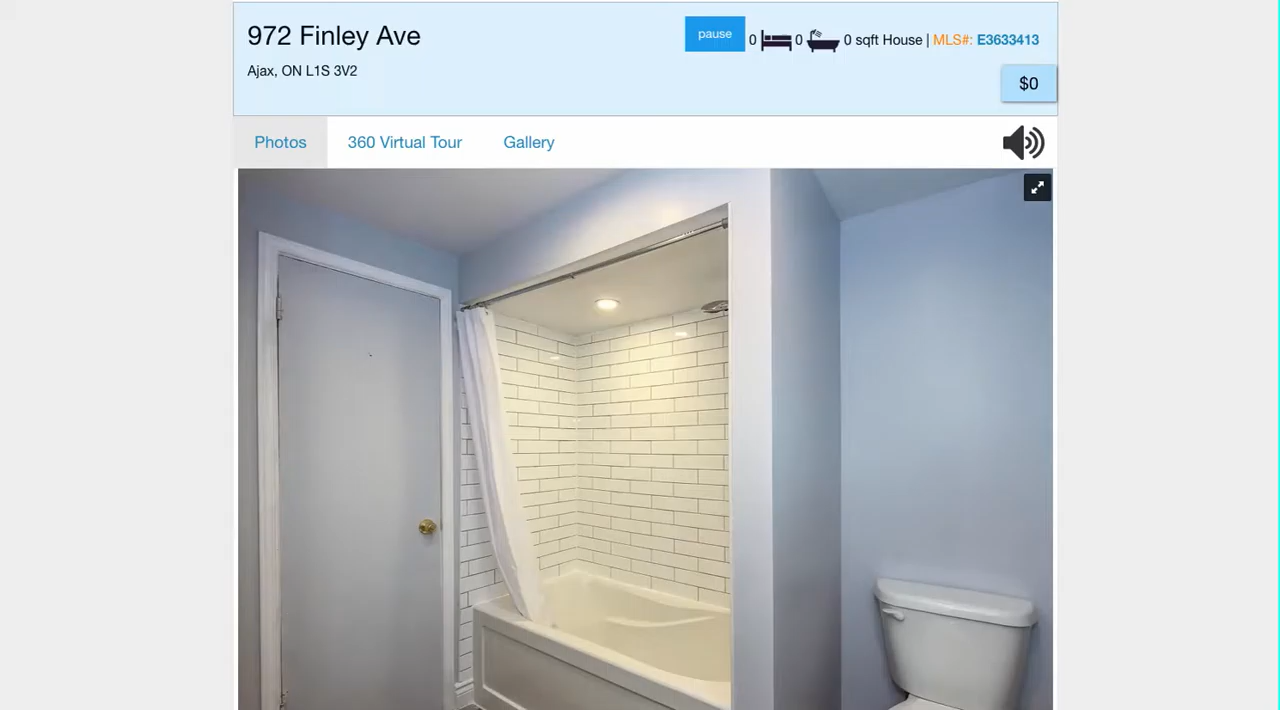 972 Finley Ave
pause 0 0 0 sqft House | MLS#: E3633413
Ajax, ON L1S 3V2
$0
Photos 360 Virtual Tour Gallery